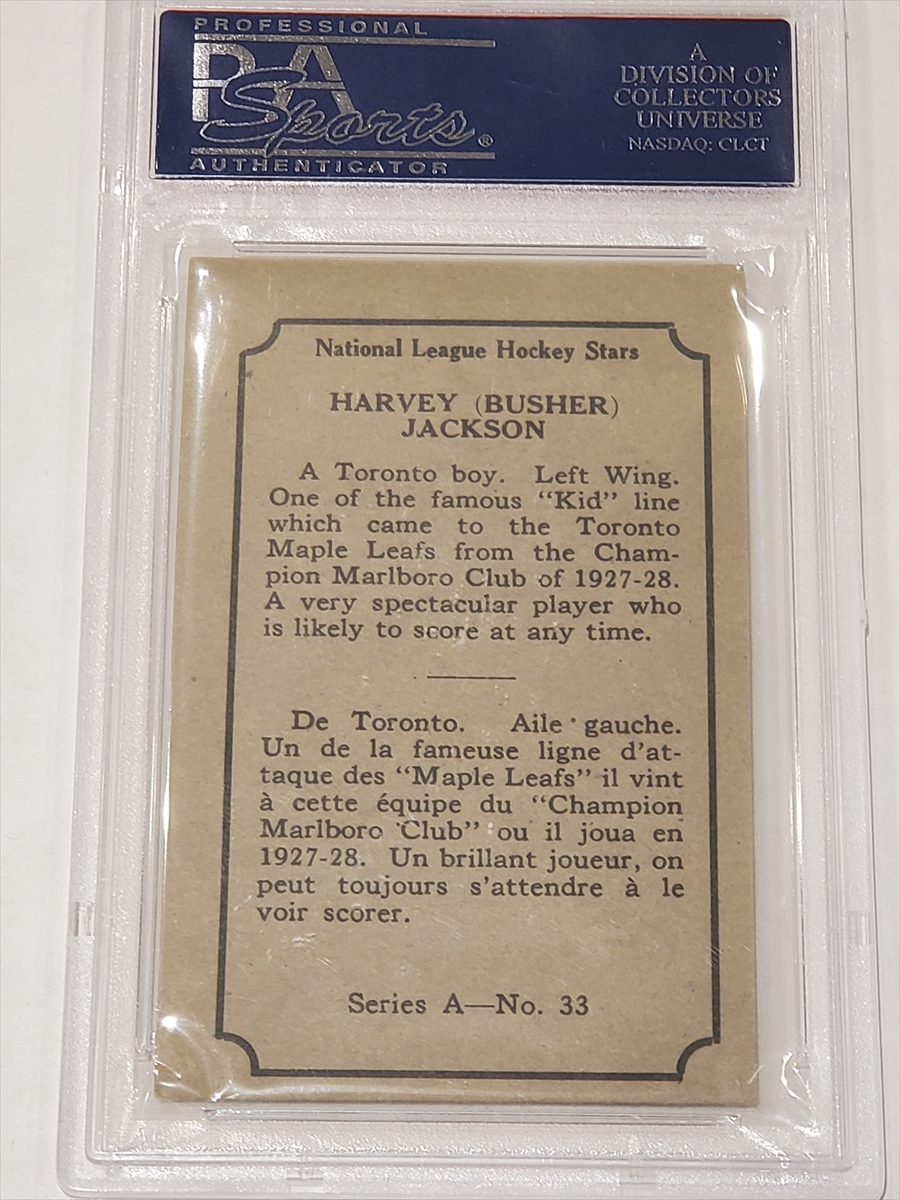 PROFESSIONAL
PSA
Sports®
AUTHENTICATOR
A
DIVISION OF
COLLECTORS
UNIVERSE
NASDAQ: CLCT
National League Hockey Stars
HARVEY (BUSHER)
JACKSON
A Toronto boy. Left Wing.
One of the famous "Kid" line
which came to the Toronto
Maple Leafs from the Cham-
pion Marlboro Club of 1927-28.
A very spectacular player who
is likely to score at any time.
De Toronto. Aile gauche.
Un de la fameuse ligne d'at-
taque des "Maple Leafs" il vint
à cette équipe du "Champion
Marlboro Club" ou il joua en
1927-28. Un brillant joueur, on
peut toujours s'attendre à le
voir scorer.
Series A—No. 33